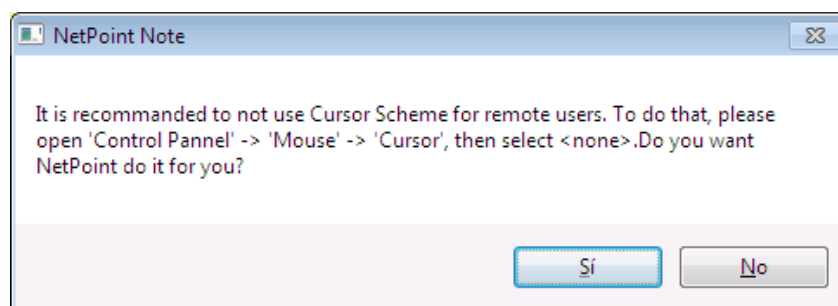 NetPoint Note
It is recommanded to not use Cursor Scheme for remote users. To do that, please
open 'Control Pannel' -> 'Mouse' -> 'Cursor', then select <none>.Do you want
NetPoint do it for you?
Sí
No